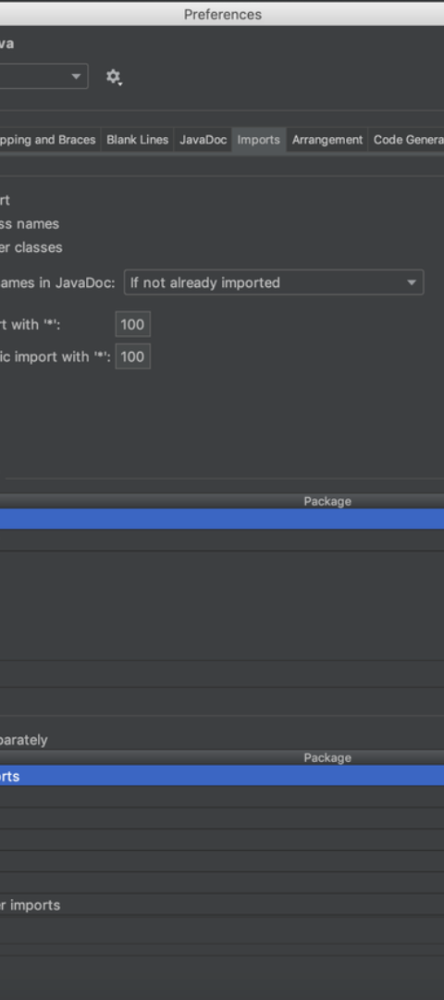 Preferences
va
pping and Braces Blank Lines JavaDoc Imports Arrangement Code Genera
rt
ss names
er classes
ames in JavaDoc: If not already imported
rt with '*': 100
ic import with '*': 100
Package
parately
Package
orts
er imports